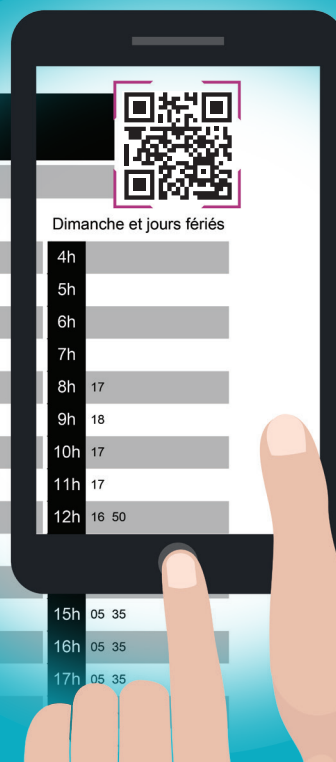 Dimanche et jours fériés
4h
5h
6h
7h
8h 17
9h 18
10h 17
11h 17
12h 16 50
15h 05 35
16h 05 35
17h 05 35